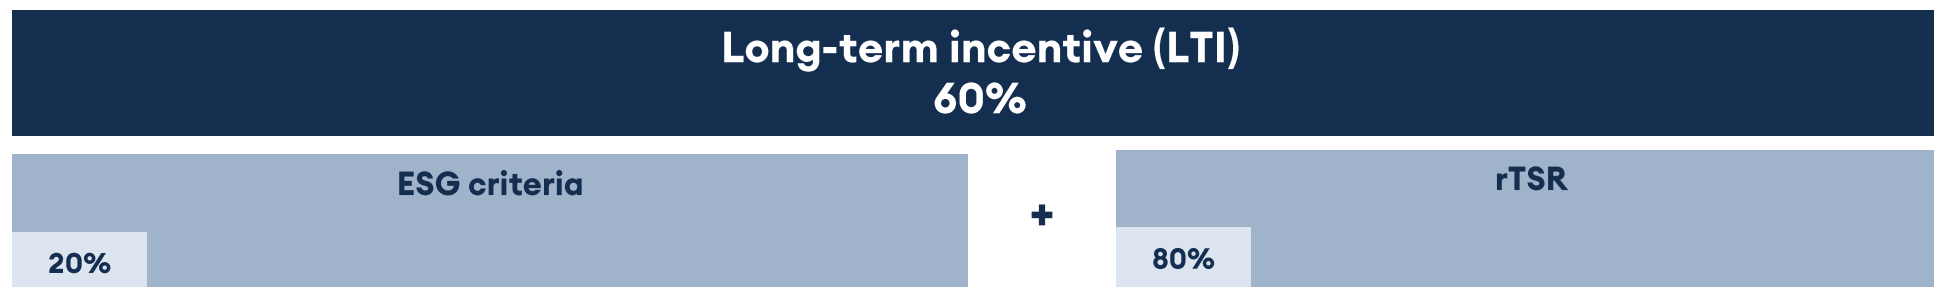 Long-term incentive (LTI)
60%
ESG criteria
20%
+
rTSR
80%